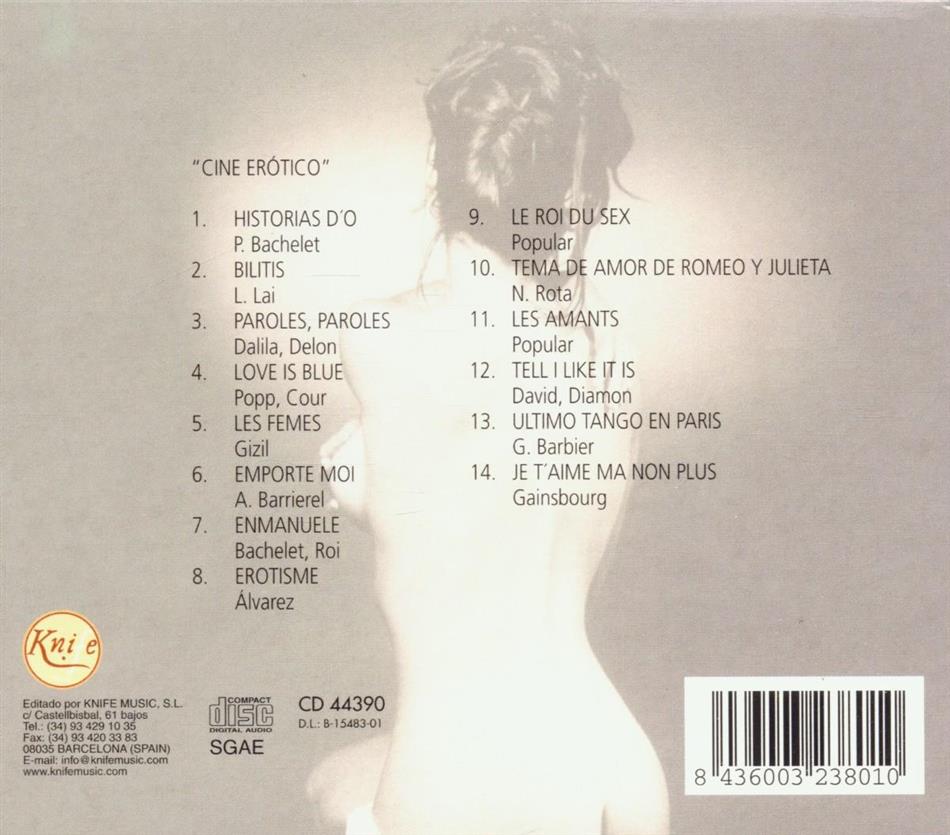 "CINE ERÓTICO"
1. HISTORIAS D´O
P. Bachelet
2. BILITIS
L. Lai
3. PAROLES, PAROLES
Dalila, Delon
4. LOVE IS BLUE
Popp, Cour
5. LES FEMES
Gizil
6. EMPORTE MOI
A. Barrierel
7. ENMANUELE
Bachelet, Roi
8. EROTISME
Álvarez
9. LE ROI DU SEX
Popular
10. TEMA DE AMOR DE ROMEO Y JULIETA
N. Rota
11. LES AMANTS
Popular
12. TELL I LIKE IT IS
David, Diamon
13. ULTIMO TANGO EN PARIS
G. Barbier
14. JE T´AIME MA NON PLUS
Gainsbourg
Kni e
Editado por KNIFE MUSIC, S.L.
c/ Castellbisbal, 61 bajos
Tel.: (34) 93 429 10 35
Fax: (34) 93 420 33 83
08035 BARCELONA (SPAIN)
E-mail: info@knifemusic.com
www.knifemusic.com
COMPACT
disc
DIGITAL AUDIO
SGAE
CD 44390
D.L.: B-15483-01
8 436003 238010